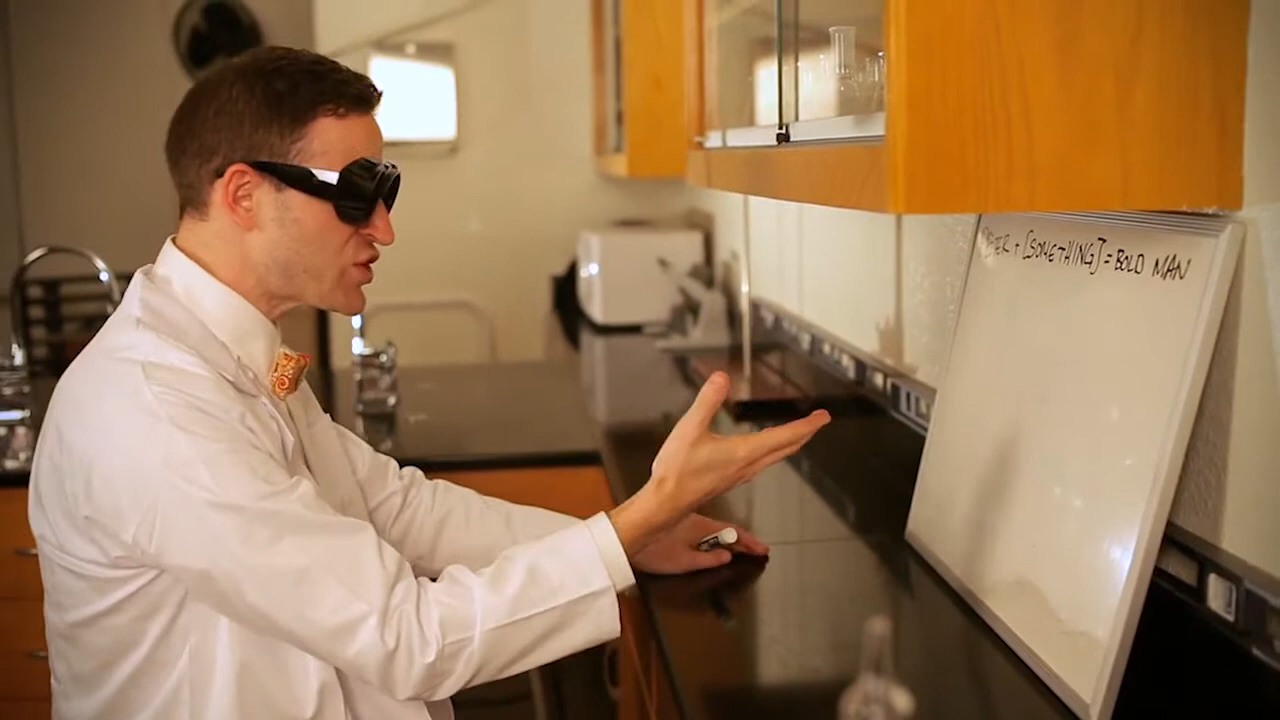 + [SOMETHING] = BOLD MAN